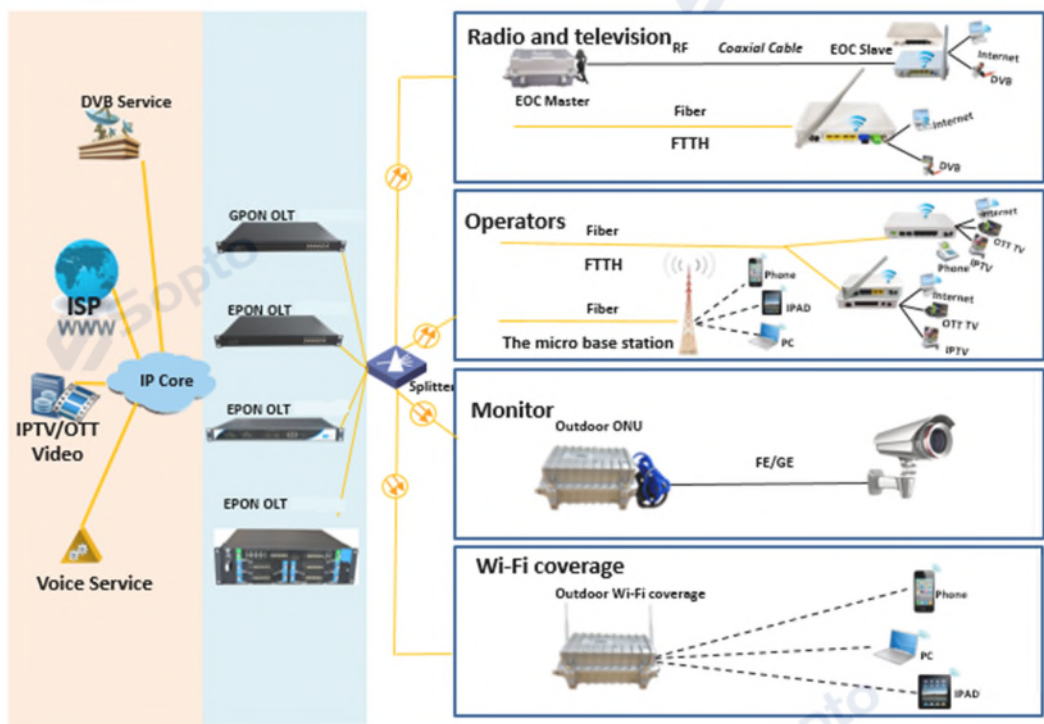 DVB Service
ISP
WWW
IP Core
IPTV/OTT
Video
Voice Service
GPON OLT
EPON OLT
EPON OLT
EPON OLT
Splitter
Radio and television
RF
Coaxial Cable
EOC Slave
EOC Master
Internet
DVB
Fiber
FTTH
Internet
DVB
Operators
Fiber
FTTH
Internet
OTT TV
IPTV
Phone
Phone
IPAD
PC
Fiber
The micro base station
Internet
OTT TV
IPTV
Monitor
Outdoor ONU
FE/GE
Wi-Fi coverage
Outdoor Wi-Fi coverage
Phone
PC
IPAD
Sopto
Sopto